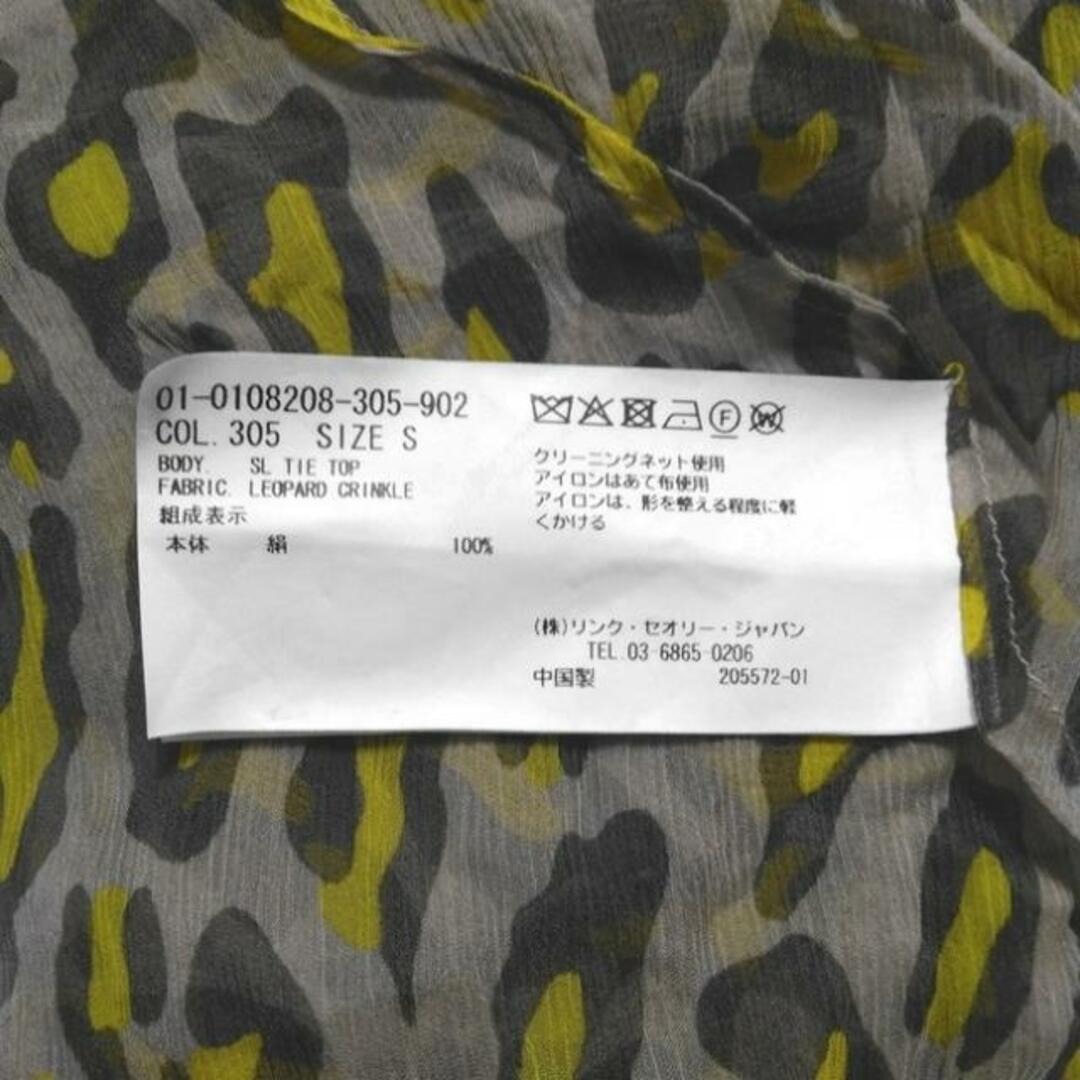 01-0108208-305-902
COL. 305 SIZE S
BODY. SL TIE TOP
FABRIC. LEOPARD CRINKLE
組成表示
本体 絹 100%
F
W
クリーニングネット使用
アイロンはあて布使用
アイロンは、形を整える程度に軽
くかける
(株)リンク・セオリー・ジャパン
TEL.03-6865-0206
中国製 205572-01